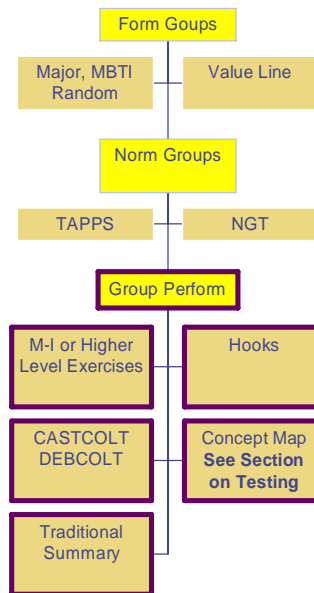 Form Goups
Major, MBTI
Random
Value Line
Norm Groups
TAPPS
NGT
Group Perform
M-I or Higher
Level Exercises
Hooks
CASTCOLT
DEBCOLT
Concept Map
See Section
on Testing
Traditional
Summary